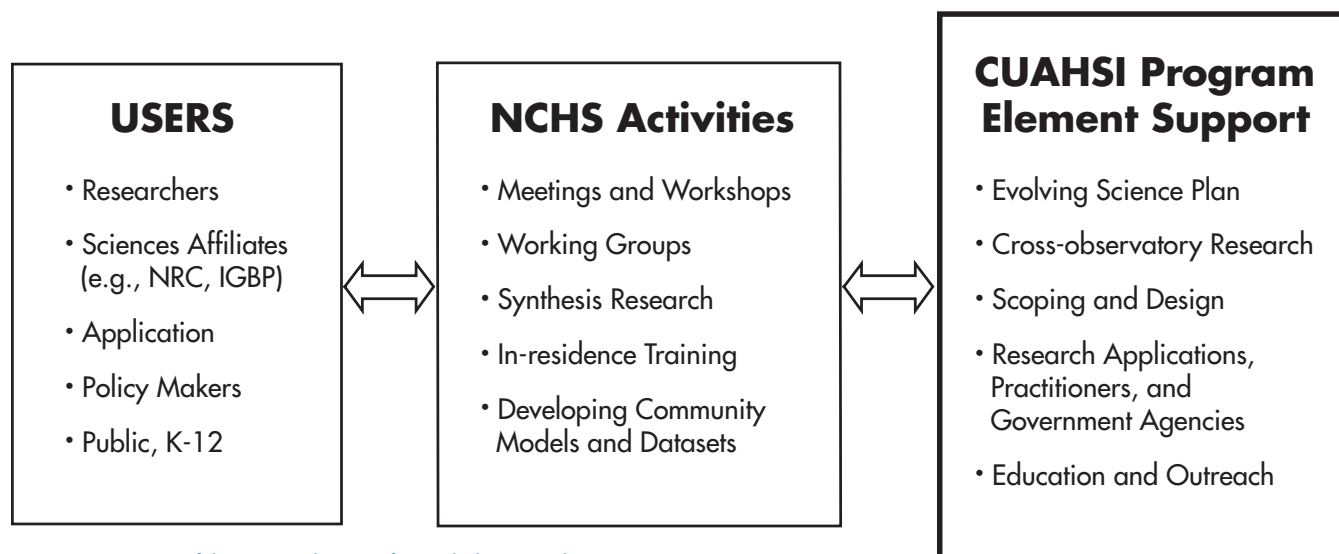 USERS
• Researchers
• Sciences Affiliates
(e.g., NRC, IGBP)
• Application
• Policy Makers
• Public, K-12
NCHS Activities
• Meetings and Workshops
• Working Groups
• Synthesis Research
• In-residence Training
• Developing Community
Models and Datasets
CUAHSI Program
Element Support
• Evolving Science Plan
• Cross-observatory Research
• Scoping and Design
• Research Applications,
Practitioners, and
Government Agencies
• Education and Outreach